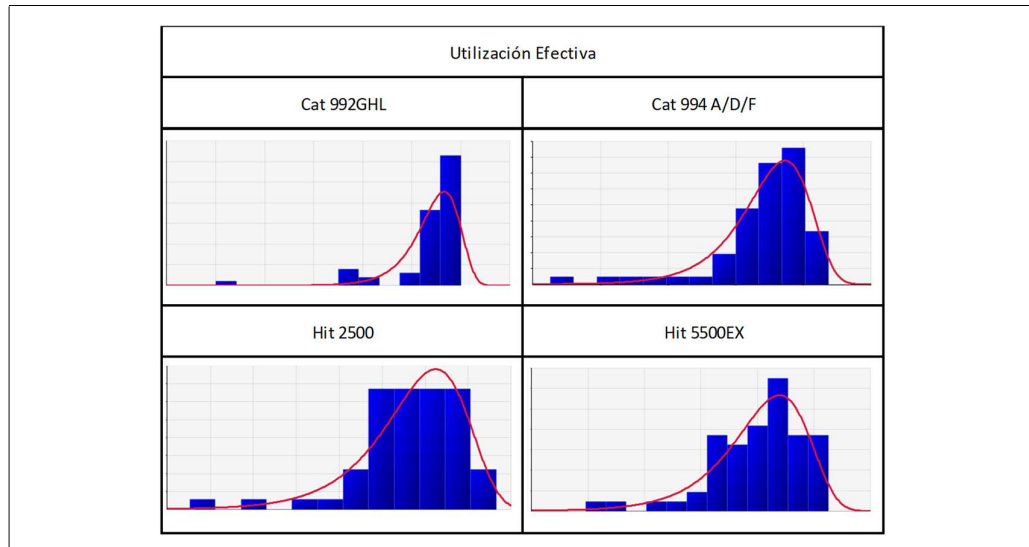 Utilización Efectiva
Cat 992GHL
Cat 994 A/D/F
Hit 2500
Hit 5500EX